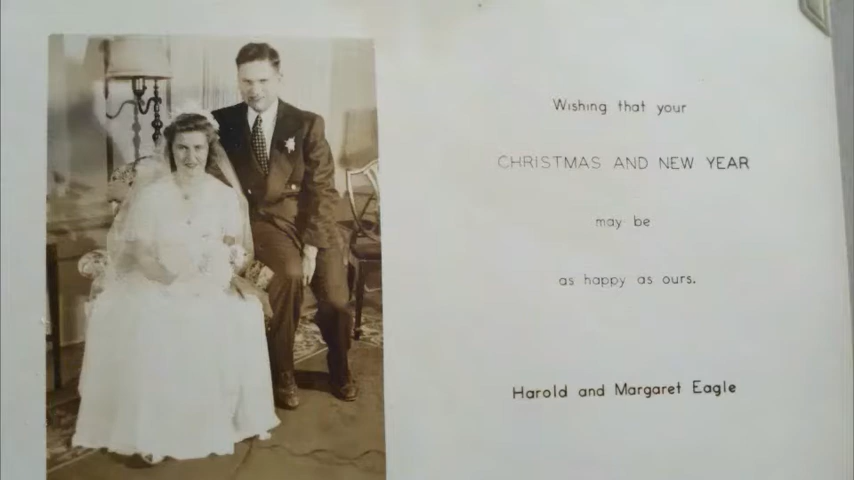 Wishing that your
CHRISTMAS AND NEW YEAR
may be
as happy as ours.
Harold and Margaret Eagle